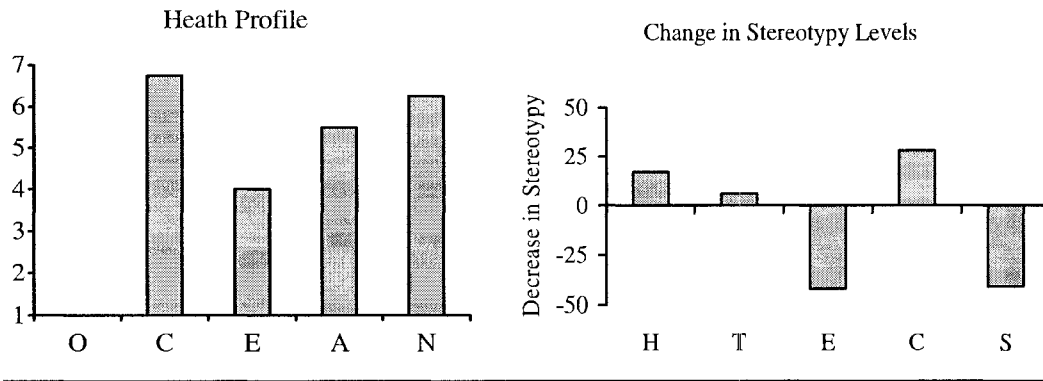 Heath Profile
7
6
5
4
3
2
1
O C E A N
Change in Stereotypy Levels
Decrease in Stereotypy
50
25
0
-25
-50
H T E C S